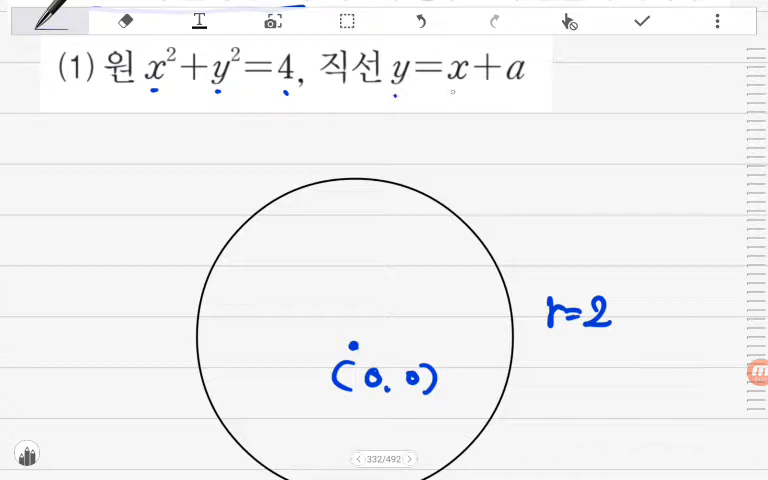 T
(1) 원 x²+y²=4, 직선 y=x+a
r=2
(0, 0)
< 332/492 >